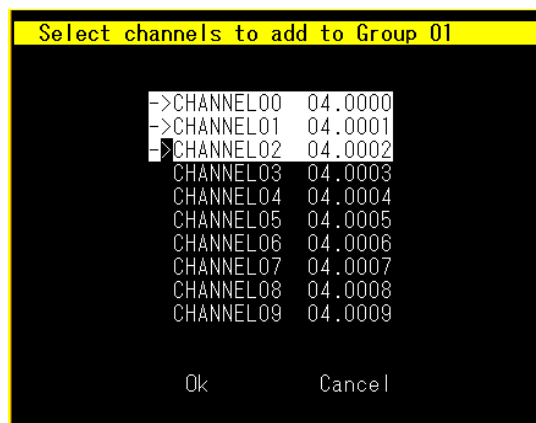 Select channels to add to Group 01
->CHANNEL00 04.0000
->CHANNEL01 04.0001
->CHANNEL02 04.0002
CHANNEL03 04.0003
CHANNEL04 04.0004
CHANNEL05 04.0005
CHANNEL06 04.0006
CHANNEL07 04.0007
CHANNEL08 04.0008
CHANNEL09 04.0009
Ok Cancel